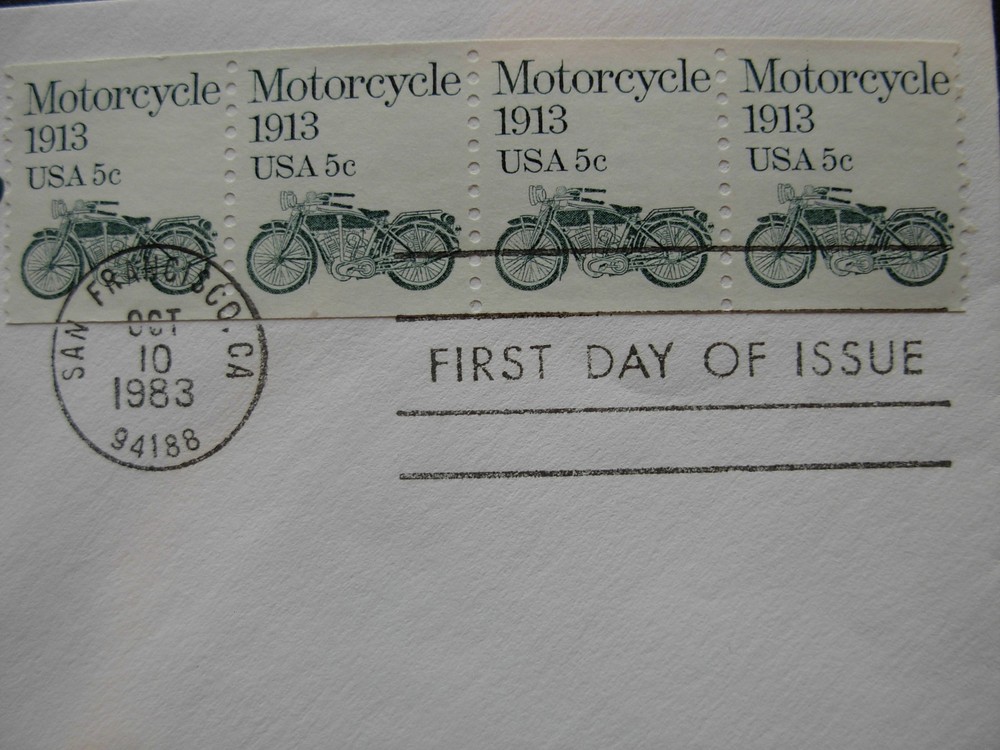 Motorcycle
1913
USA 5c
Motorcycle
1913
USA 5c
Motorcycle
1913
USA 5c
Motorcycle
1913
USA 5c
SAN FRANCISCO, CA
OCT
10
1983
94188
FIRST DAY OF ISSUE